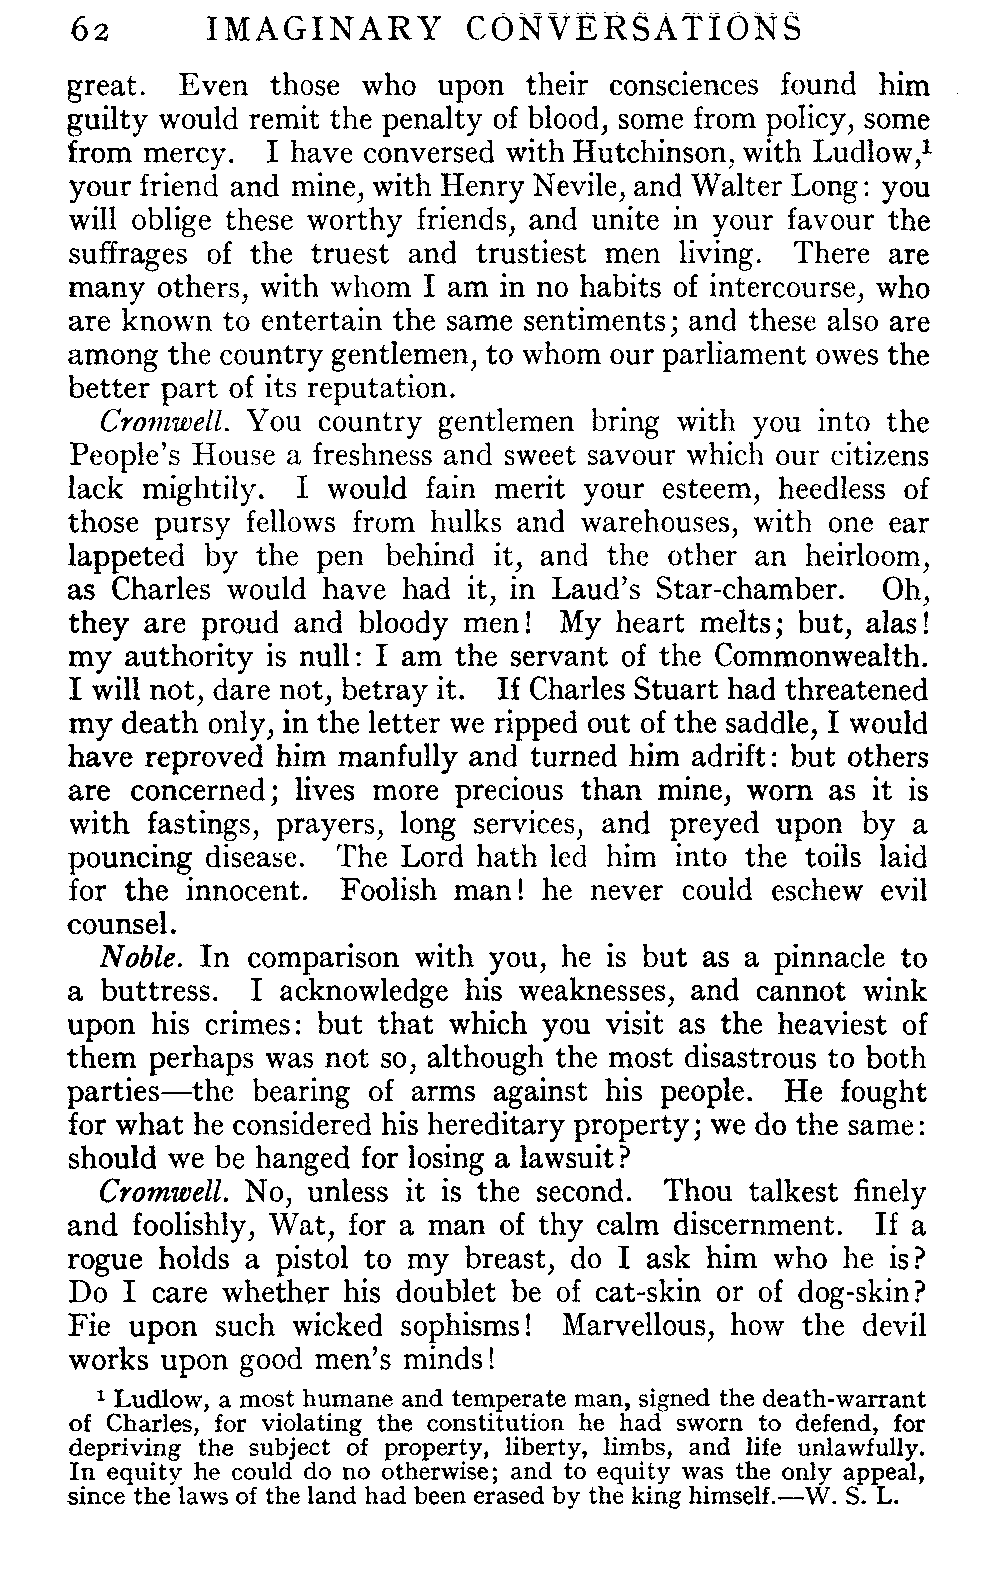 62 IMAGINARY CONVERSATIONS
great. Even those who upon their consciences found him
guilty would remit the penalty of blood, some from policy, some
from mercy. I have conversed with Hutchinson, with Ludlow,¹
your friend and mine, with Henry Nevile, and Walter Long: you
will oblige these worthy friends, and unite in your favour the
suffrages of the truest and trustiest men living. There are
many others, with whom I am in no habits of intercourse, who
are known to entertain the same sentiments; and these also are
among the country gentlemen, to whom our parliament owes the
better part of its reputation.
Cromwell. You country gentlemen bring with you into the
People's House a freshness and sweet savour which our citizens
lack mightily. I would fain merit your esteem, heedless of
those pursy fellows from hulks and warehouses, with one ear
lappeted by the pen behind it, and the other an heirloom,
as Charles would have had it, in Laud's Star-chamber. Oh,
they are proud and bloody men! My heart melts; but, alas!
my authority is null: I am the servant of the Commonwealth.
I will not, dare not, betray it. If Charles Stuart had threatened
my death only, in the letter we ripped out of the saddle, I would
have reproved him manfully and turned him adrift: but others
are concerned; lives more precious than mine, worn as it is
with fastings, prayers, long services, and preyed upon by a
pouncing disease. The Lord hath led him into the toils laid
for the innocent. Foolish man! he never could eschew evil
counsel.
Noble. In comparison with you, he is but as a pinnacle to
a buttress. I acknowledge his weaknesses, and cannot wink
upon his crimes: but that which you visit as the heaviest of
them perhaps was not so, although the most disastrous to both
parties—the bearing of arms against his people. He fought
for what he considered his hereditary property; we do the same:
should we be hanged for losing a lawsuit?
Cromwell. No, unless it is the second. Thou talkest finely
and foolishly, Wat, for a man of thy calm discernment. If a
rogue holds a pistol to my breast, do I ask him who he is?
Do I care whether his doublet be of cat-skin or of dog-skin?
Fie upon such wicked sophisms! Marvellous, how the devil
works upon good men's minds!
¹ Ludlow, a most humane and temperate man, signed the death-warrant
of Charles, for violating the constitution he had sworn to defend, for
depriving the subject of property, liberty, limbs, and life unlawfully.
In equity he could do no otherwise; and to equity was the only appeal,
since the laws of the land had been erased by the king himself.—W. S. L.